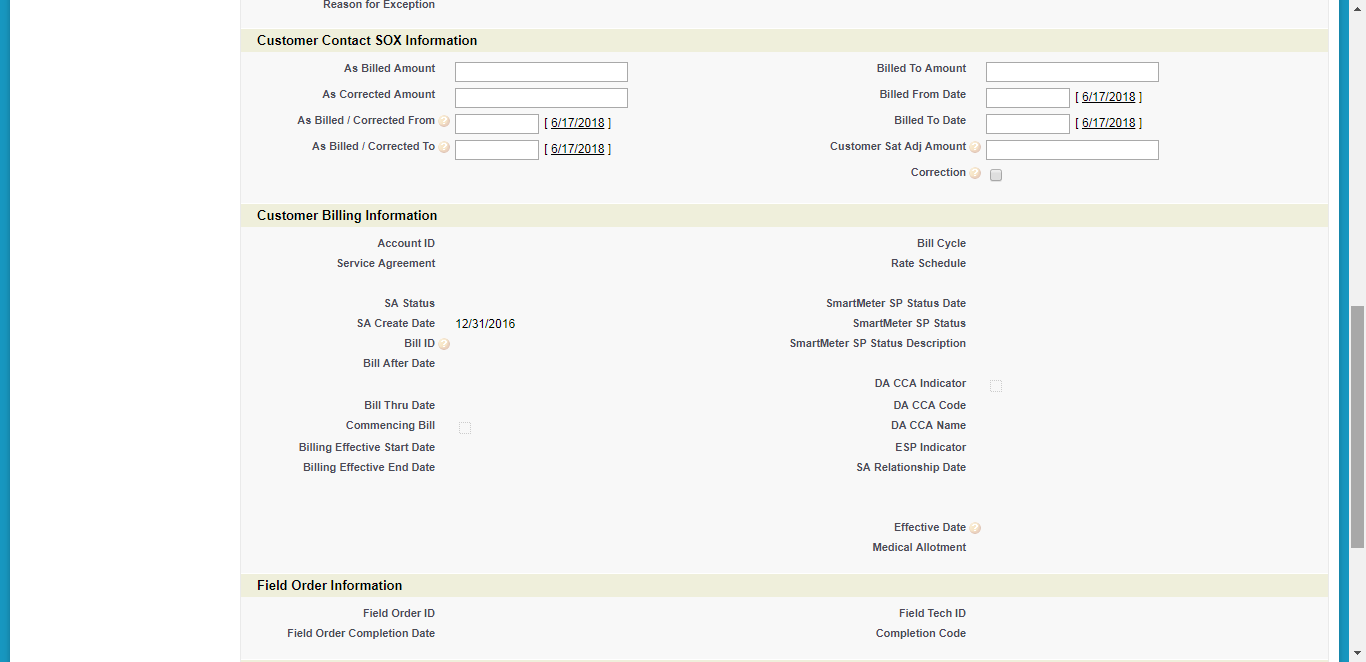 Reason for Exception
Customer Contact SOX Information
As Billed Amount
Billed To Amount
As Corrected Amount
Billed From Date [ 6/17/2018 ]
As Billed / Corrected From ? [ 6/17/2018 ]
Billed To Date [ 6/17/2018 ]
As Billed / Corrected To ? [ 6/17/2018 ]
Customer Sat Adj Amount ?
Correction ?
Customer Billing Information
Account ID
Bill Cycle
Service Agreement
Rate Schedule
SA Status
SmartMeter SP Status Date
SA Create Date 12/31/2016
SmartMeter SP Status
Bill ID ?
SmartMeter SP Status Description
Bill After Date
DA CCA Indicator
Bill Thru Date
DA CCA Code
Commencing Bill
DA CCA Name
Billing Effective Start Date
ESP Indicator
Billing Effective End Date
SA Relationship Date
Effective Date ?
Medical Allotment
Field Order Information
Field Order ID
Field Tech ID
Field Order Completion Date
Completion Code